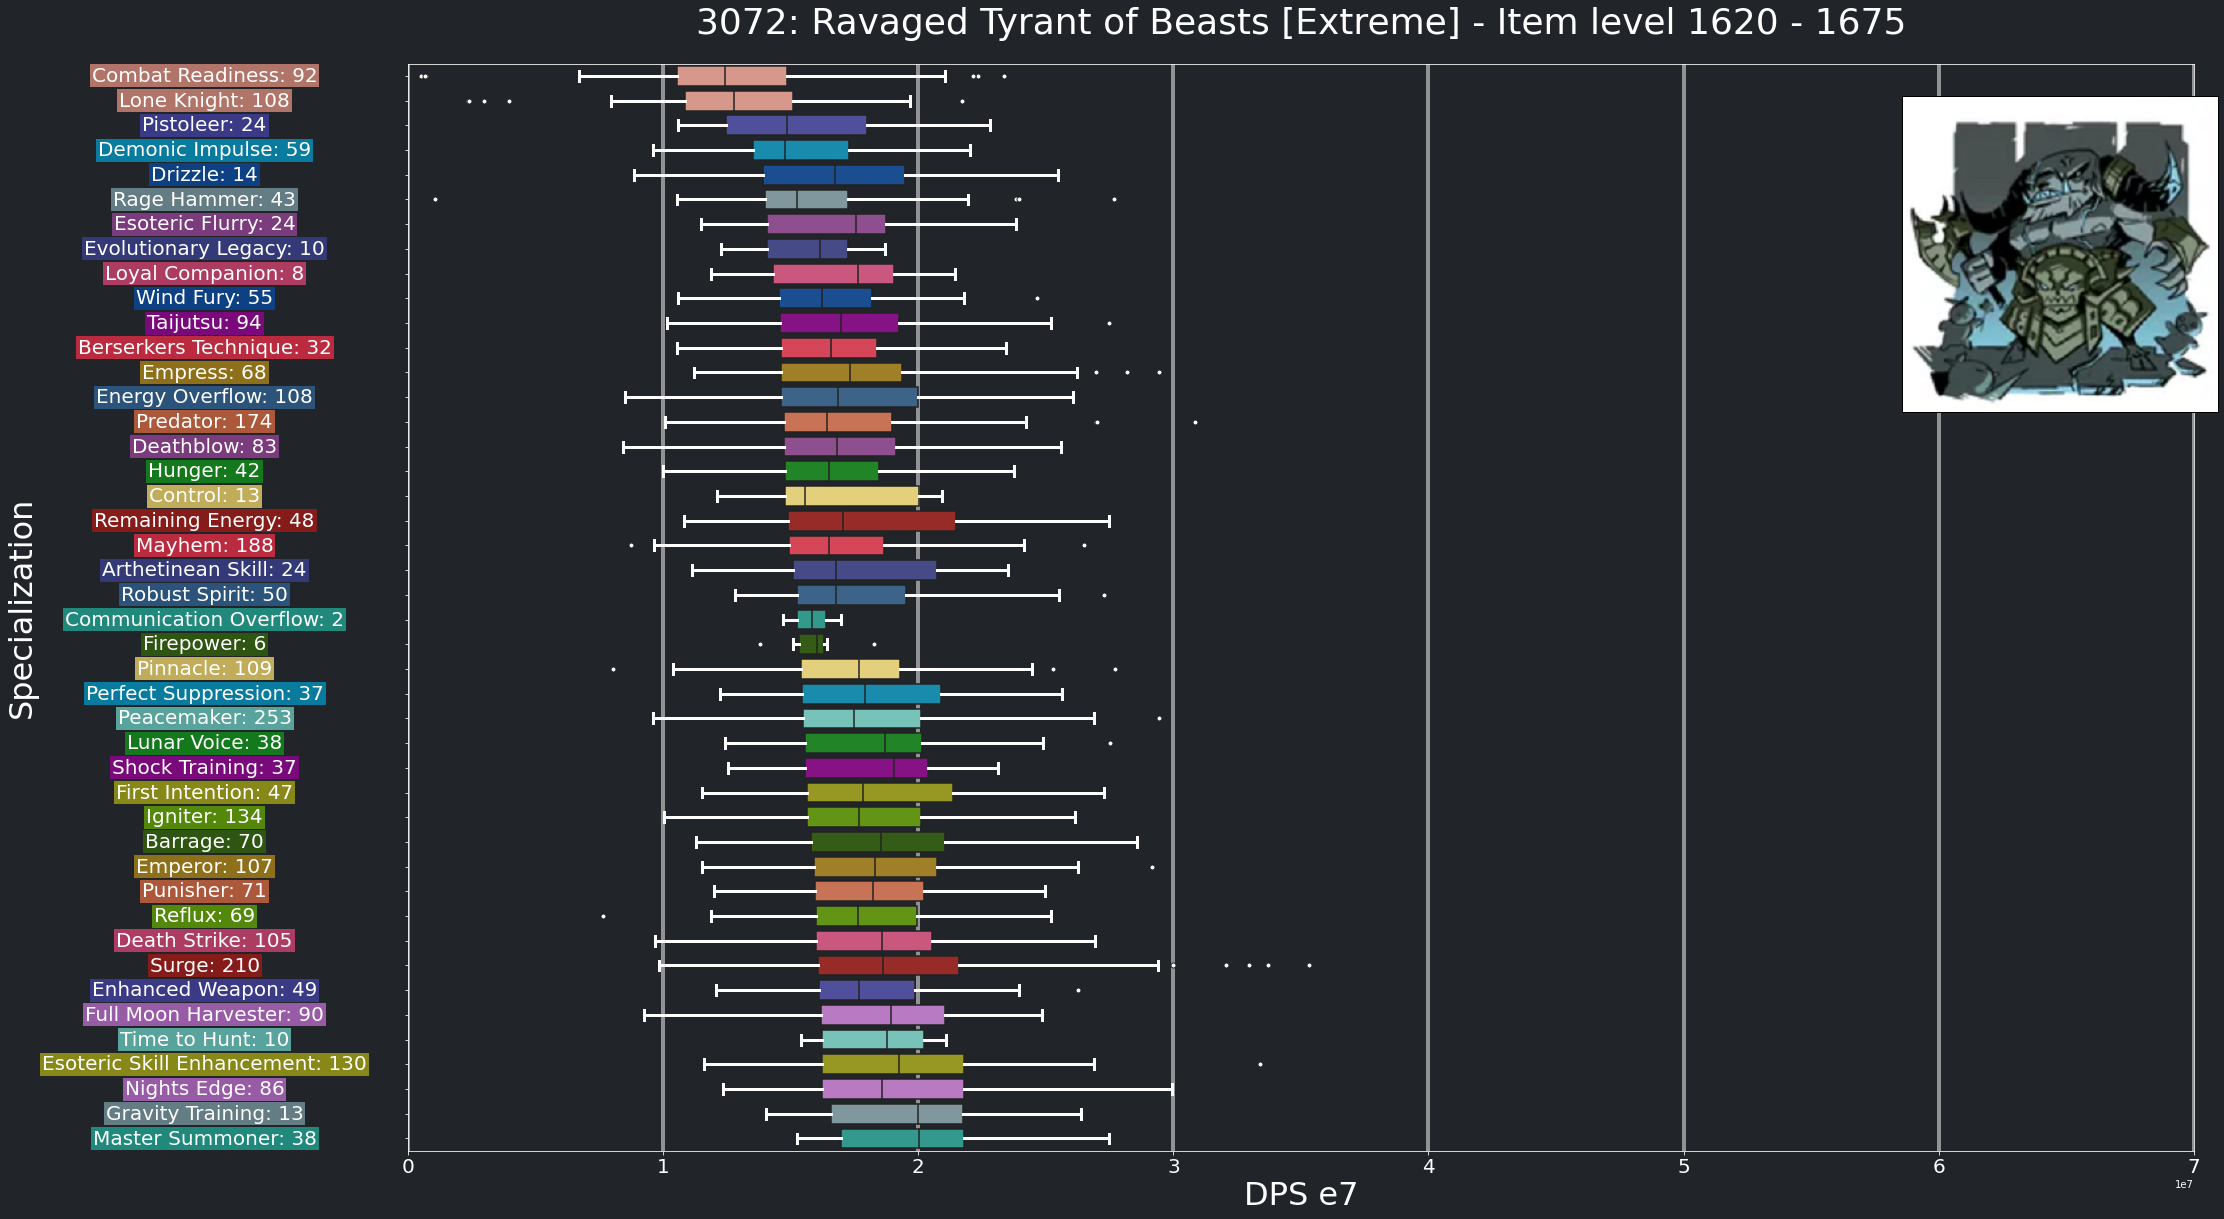 3072: Ravaged Tyrant of Beasts [Extreme] - Item level 1620 - 1675
Combat Readiness: 92
Lone Knight: 108
Pistoleer: 24
Demonic Impulse: 59
Drizzle: 14
Rage Hammer: 43
Esoteric Flurry: 24
Evolutionary Legacy: 10
Loyal Companion: 8
Wind Fury: 55
Taijutsu: 94
Berserkers Technique: 32
Empress: 68
Energy Overflow: 108
Predator: 174
Deathblow: 83
Hunger: 42
Control: 13
Remaining Energy: 48
Mayhem: 188
Arthetinean Skill: 24
Robust Spirit: 50
Communication Overflow: 2
Firepower: 6
Pinnacle: 109
Perfect Suppression: 37
Peacemaker: 253
Lunar Voice: 38
Shock Training: 37
First Intention: 47
Igniter: 134
Barrage: 70
Emperor: 107
Punisher: 71
Reflux: 69
Death Strike: 105
Surge: 210
Enhanced Weapon: 49
Full Moon Harvester: 90
Time to Hunt: 10
Esoteric Skill Enhancement: 130
Nights Edge: 86
Gravity Training: 13
Master Summoner: 38
Specialization
0 1 2 3 4 5 6 7
1e7
DPS e7